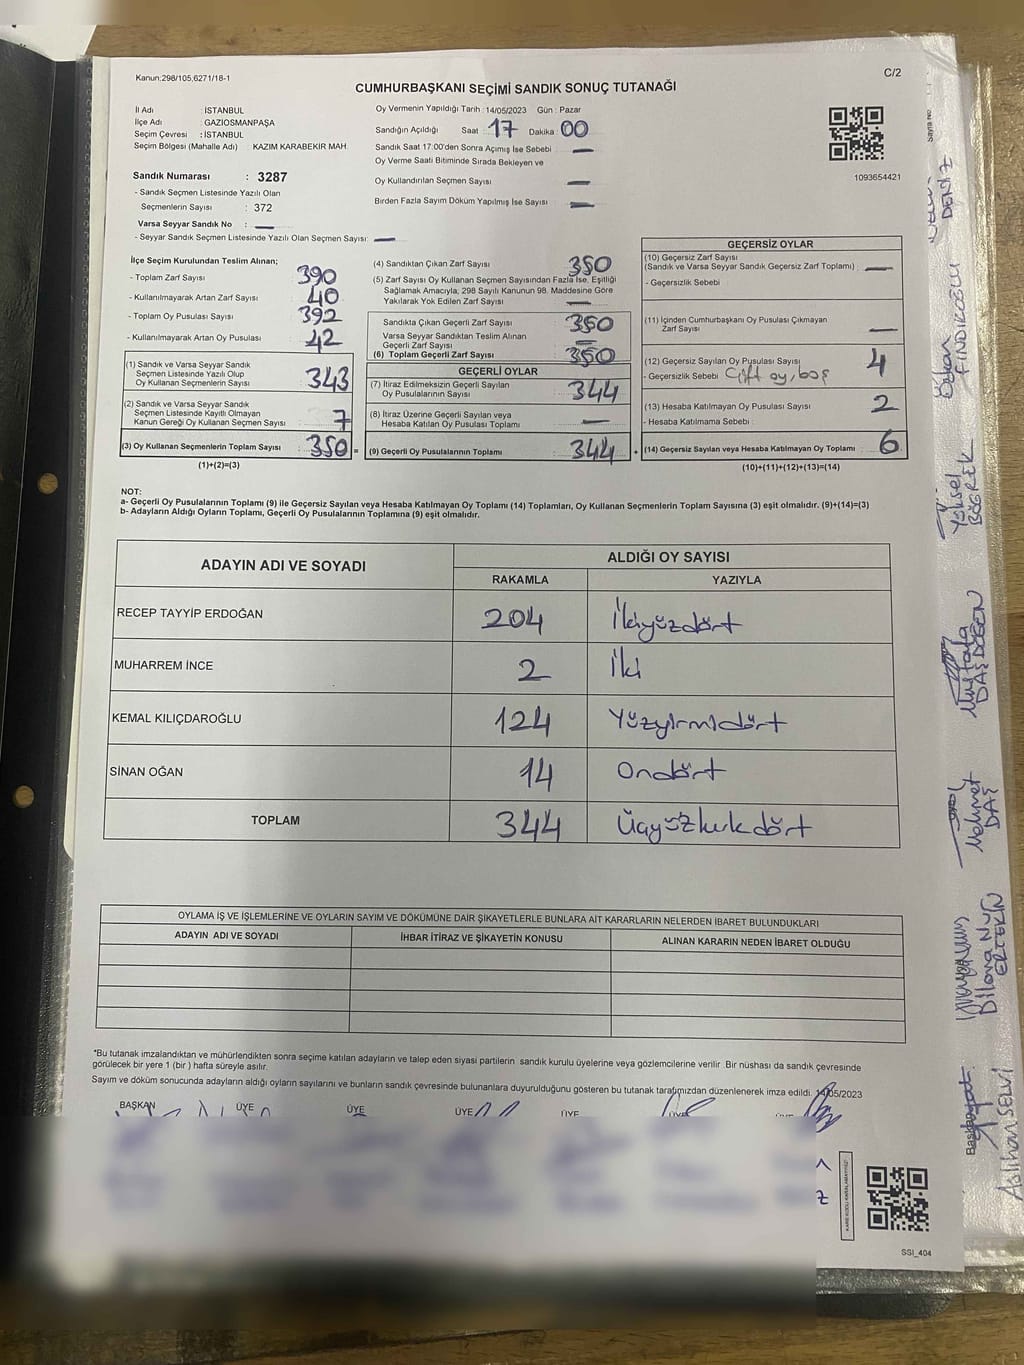 Kanun;298/105,6271/18-1
C/2
CUMHURBAŞKANI SEÇİMİ SANDIK SONUÇ TUTANAĞI
İl Adı : İSTANBUL
İlçe Adı : GAZİOSMANPAŞA
Seçim Çevresi : İSTANBUL
Seçim Bölgesi (Mahalle Adı) : KAZIM KARABEKİR MAH.
Oy Vermenin Yapıldığı Tarih : 14/05/2023 Gün : Pazar
Sandığın Açıldığı Saat : 17 Dakika : 00
Sandık Saat 17:00'den Sonra Açımış İse Sebebi : —
Oy Verme Saati Bitiminde Sırada Bekleyen ve
Oy Kullandırılan Seçmen Sayısı : —
Birden Fazla Sayım Döküm Yapılmış İse Sayısı : —
1093654421
Sandık Numarası : 3287
- Sandık Seçmen Listesinde Yazılı Olan
Seçmenlerin Sayısı : 372
Varsa Seyyar Sandık No : —
- Seyyar Sandık Seçmen Listesinde Yazılı Olan Seçmen Sayısı: —
İlçe Seçim Kurulundan Teslim Alınan;
- Toplam Zarf Sayısı : 390
- Kullanılmayarak Artan Zarf Sayısı : 40
- Toplam Oy Pusulası Sayısı : 392
- Kullanılmayarak Artan Oy Pusulası : 42
(1) Sandık ve Varsa Seyyar Sandık
Seçmen Listesinde Yazılı Olup
Oy Kullanan Seçmenlerin Sayısı : 343
(2) Sandık ve Varsa Seyyar Sandık
Seçmen Listesinde Kayıtlı Olmayan
Kanun Gereği Oy Kullanan Seçmen Sayısı : 7
(3) Oy Kullanan Seçmenlerin Toplam Sayısı : 350
(1)+(2)=(3)
(4) Sandıktan Çıkan Zarf Sayısı : 350
(5) Zarf Sayısı Oy Kullanan Seçmen Sayısından Fazla İse, Eşitliği
Sağlamak Amacıyla; 298 Sayılı Kanunun 98. Maddesine Göre
Yakılarak Yok Edilen Zarf Sayısı : —
Sandıkta Çıkan Geçerli Zarf Sayısı : 350
Varsa Seyyar Sandıktan Teslim Alınan
Geçerli Zarf Sayısı : —
(6) Toplam Geçerli Zarf Sayısı : 350
GEÇERLİ OYLAR
(7) İtiraz Edilmeksizin Geçerli Sayılan
Oy Pusulalarının Sayısı : 344
(8) İtiraz Üzerine Geçerli Sayılan veya
Hesaba Katılan Oy Pusulası Toplamı : —
= (9) Geçerli Oy Pusulalarının Toplamı : 344
GEÇERSİZ OYLAR
(10) Geçersiz Zarf Sayısı
(Sandık ve Varsa Seyyar Sandık Geçersiz Zarf Toplamı) : —
- Geçersizlik Sebebi :
(11) İçinden Cumhurbaşkanı Oy Pusulası Çıkmayan
Zarf Sayısı : —
(12) Geçersiz Sayılan Oy Pusulası Sayısı : 4
- Geçersizlik Sebebi : Çift oy, boş
(13) Hesaba Katılmayan Oy Pusulası Sayısı : 2
- Hesaba Katılmama Sebebi :
+ (14) Geçersiz Sayılan veya Hesaba Katılmayan Oy Toplamı : 6
(10)+(11)+(12)+(13)=(14)
NOT:
a- Geçerli Oy Pusulalarının Toplamı (9) ile Geçersiz Sayılan veya Hesaba Katılmayan Oy Toplamı (14) Toplamları, Oy Kullanan Seçmenlerin Toplam Sayısına (3) eşit olmalıdır. (9)+(14)=(3)
b- Adayların Aldığı Oyların Toplamı, Geçerli Oy Pusulalarının Toplamına (9) eşit olmalıdır.
ADAYIN ADI VE SOYADI
ALDIĞI OY SAYISI
RAKAMLA YAZIYLA
RECEP TAYYİP ERDOĞAN 204 İkiyüzdört
MUHARREM İNCE 2 İki
KEMAL KILIÇDAROĞLU 124 Yüzyirmidört
SİNAN OĞAN 14 Ondört
TOPLAM 344 Üçyüzkırkdört
OYLAMA İŞ VE İŞLEMLERİNE VE OYLARIN SAYIM VE DÖKÜMÜNE DAİR ŞİKAYETLERLE BUNLARA AİT KARARLARIN NELERDEN İBARET BULUNDUKLARI
ADAYIN ADI VE SOYADI
İHBAR İTİRAZ VE ŞİKAYETİN KONUSU
ALINAN KARARIN NEDEN İBARET OLDUĞU
*Bu tutanak imzalandıktan ve mühürlendikten sonra seçime katılan adayların ve talep eden siyasi partilerin sandık kurulu üyelerine veya gözlemcilerine verilir. Bir nüshası da sandık çevresinde
görülecek bir yere 1 (bir ) hafta süreyle asılır.
Sayım ve döküm sonucunda adayların aldığı oyların sayılarını ve bunların sandık çevresinde bulunanlara duyurulduğunu gösteren bu tutanak tarafımızdan düzenlenerek imza edildi. 14/05/2023
BAŞKAN ÜYE ÜYE ÜYE ÜYE ÜYE
SSI_404
Sayfa No
DENİZ
Özkan
FINDIKOĞLU
Yüksel
BÖĞREK
Mustafa
DAŞDÖĞEN
Mehmet
DAŞ
Dilara Nur
ERTEKİN
Başkan
Aslıhan SELVİ